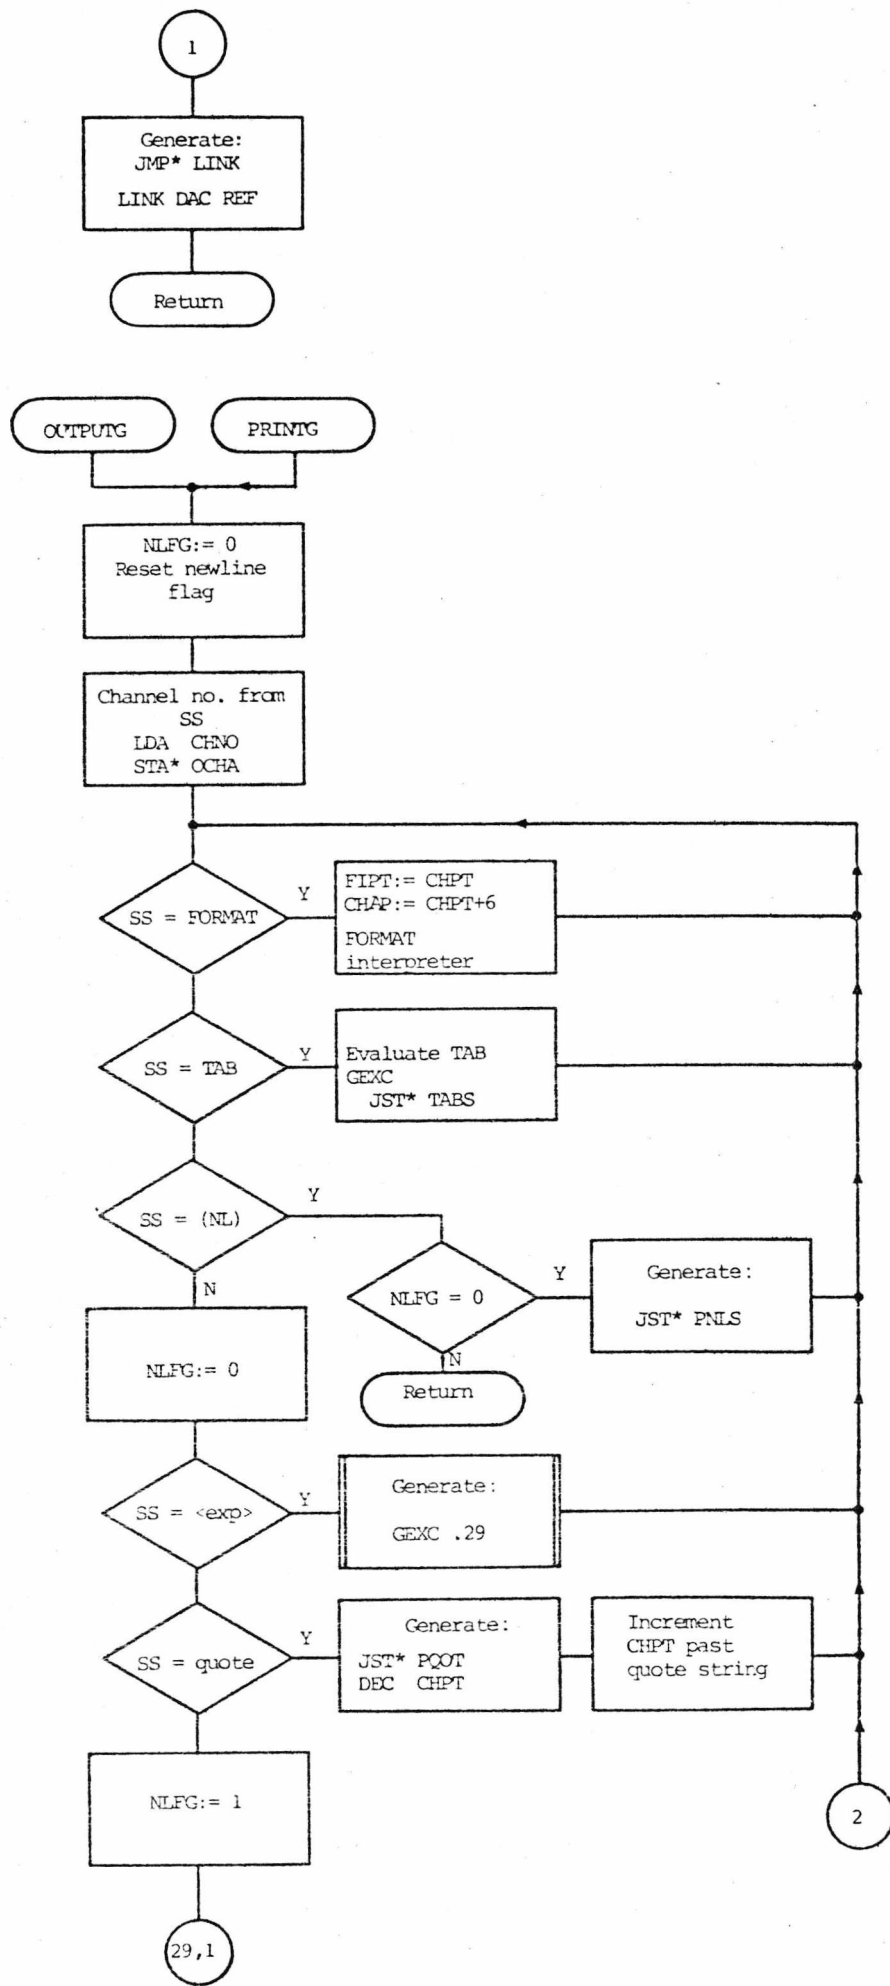 1
Generate:
JMP* LINK
LINK DAC REF
Return
OUTPUTG
PRINTG
NLFG:= 0
Reset newline
flag
Channel no. from
SS
LDA CHNO
STA* OCHA
SS = FORMAT
Y
FIPT:= CHPT
CHAP:= CHPT+6
FORMAT
interpreter
SS = TAB
Y
Evaluate TAB
GEXC
JST* TABS
SS = (NL)
Y
N
NLFG = 0
Y
Generate:
JST* PNLS
N
Return
NLFG:= 0
SS = <exp>
Y
Generate:
GEXC .29
SS = quote
Y
Generate:
JST* PQOT
DEC CHPT
Increment
CHPT past
quote string
NLFG:= 1
2
29,1